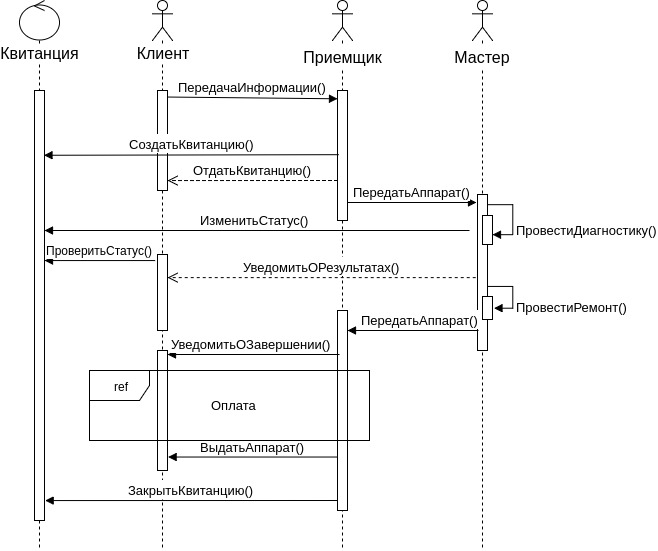 Квитанция
Клиент
Приемщик
Мастер
ПередачаИнформации()
СоздатьКвитанцию()
ОтдатьКвитанцию()
ПередатьАппарат()
ИзменитьСтатус()
ПровестиДиагностику()
ПроверитьСтатус()
УведомитьОРезультатах()
ПровестиРемонт()
ПередатьАппарат()
УведомитьОЗавершении()
ref
Оплата
ВыдатьАппарат()
ЗакрытьКвитанцию()